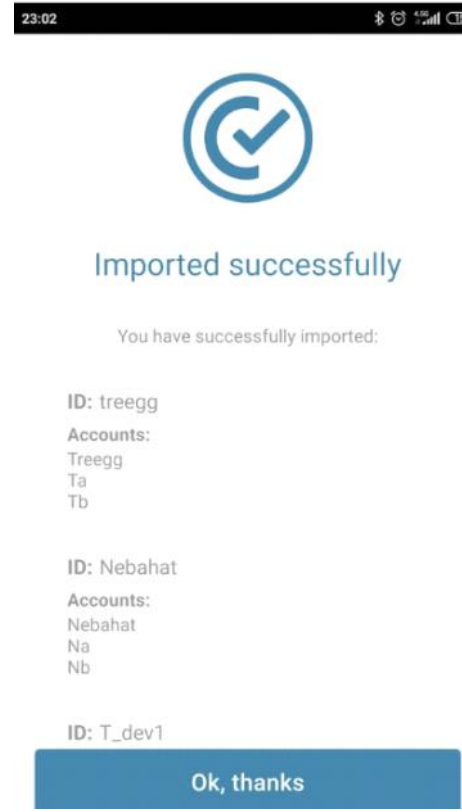 23:02
Imported successfully
You have successfully imported:
ID: treegg
Accounts:
Treegg
Ta
Tb
ID: Nebahat
Accounts:
Nebahat
Na
Nb
ID: T_dev1
Ok, thanks